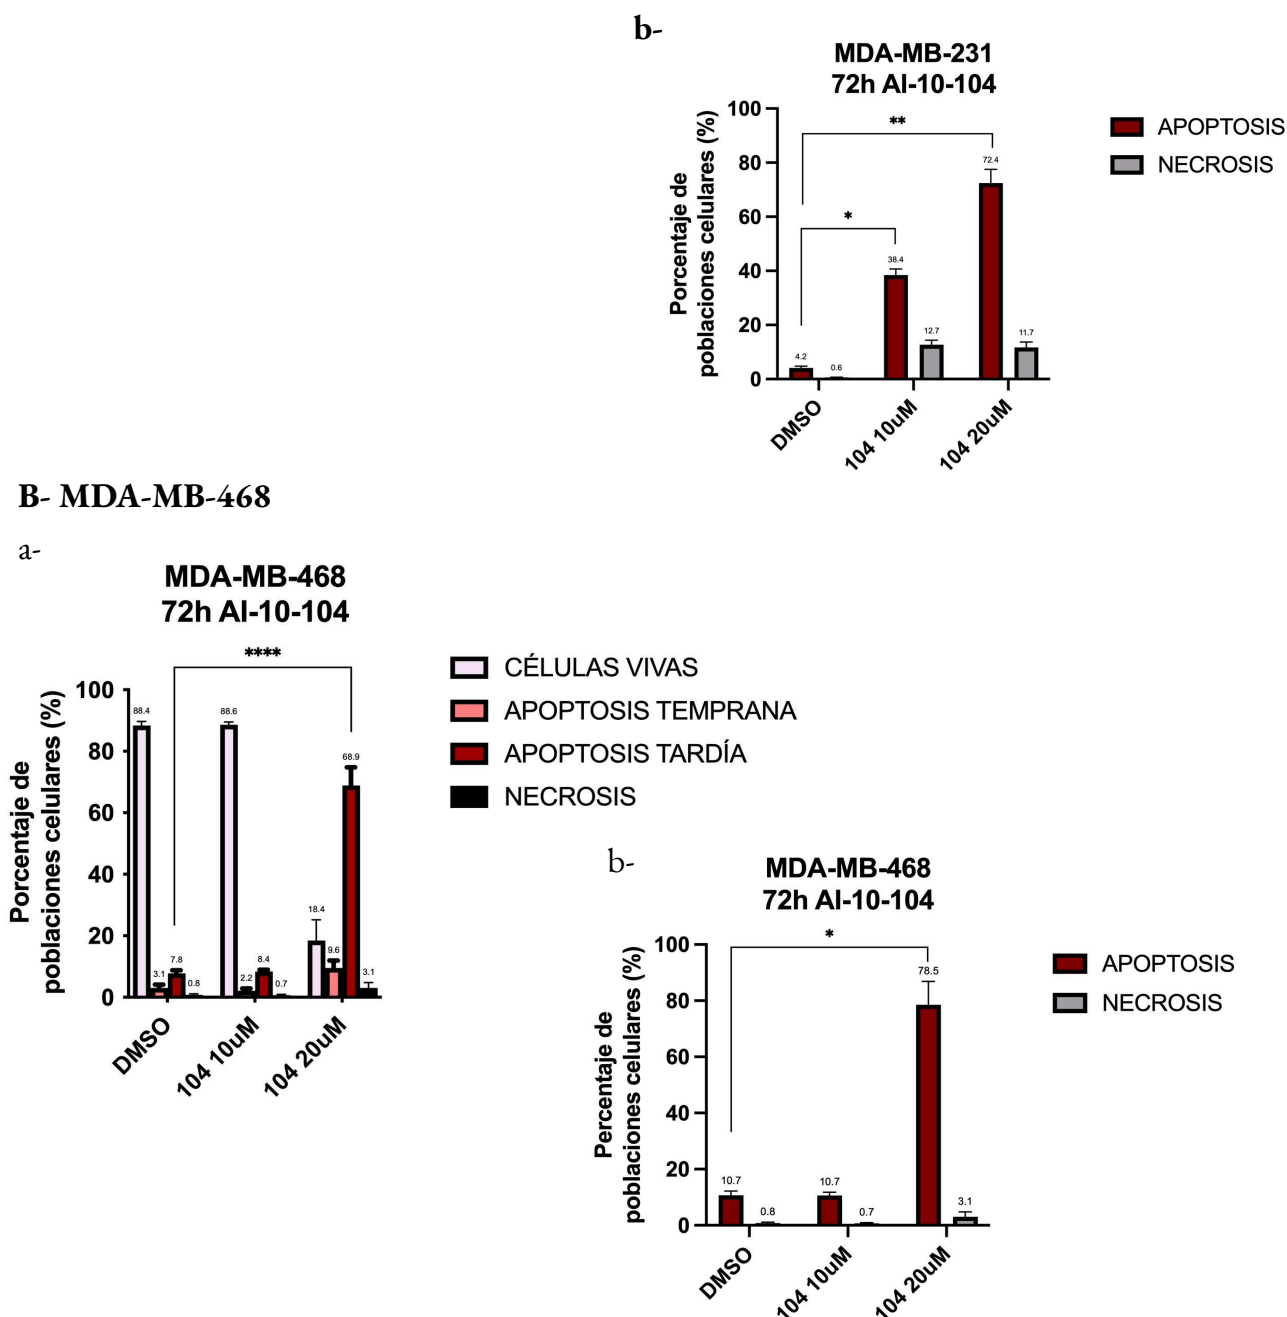 b-
MDA-MB-231
72h AI-10-104
Porcentaje de
poblaciones celulares (%)
100
80
60
40
20
0
**
*
4.2
0.6
38.4
12.7
72.4
11.7
DMSO
104 10uM
104 20uM
APOPTOSIS
NECROSIS
B- MDA-MB-468
a-
MDA-MB-468
72h AI-10-104
Porcentaje de
poblaciones celulares (%)
100
80
60
40
20
0
****
88.4
3.1
7.8
0.8
88.6
2.2
8.4
0.7
18.4
9.6
68.9
3.1
DMSO
104 10uM
104 20uM
CÉLULAS VIVAS
APOPTOSIS TEMPRANA
APOPTOSIS TARDÍA
NECROSIS
b-
MDA-MB-468
72h AI-10-104
Percentaje de
poblaciones celulares (%)
100
80
60
40
20
0
*
10.7
0.8
10.7
0.7
78.5
3.1
DMSO
104 10uM
104 20uM
APOPTOSIS
NECROSIS